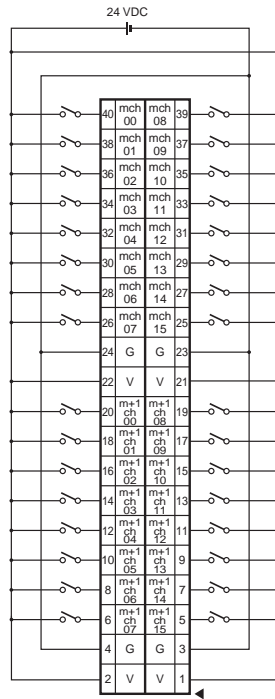 24 VDC
40 mch 00 mch 08 39
38 mch 01 mch 09 37
36 mch 02 mch 10 35
34 mch 03 mch 11 33
32 mch 04 mch 12 31
30 mch 05 mch 13 29
28 mch 06 mch 14 27
26 mch 07 mch 15 25
24 G G 23
22 V V 21
20 m+1 ch 00 m+1 ch 08 19
18 m+1 ch 01 m+1 ch 09 17
16 m+1 ch 02 m+1 ch 10 15
14 m+1 ch 03 m+1 ch 11 13
12 m+1 ch 04 m+1 ch 12 11
10 m+1 ch 05 m+1 ch 13 9
8 m+1 ch 06 m+1 ch 14 7
6 m+1 ch 07 m+1 ch 15 5
4 G G 3
2 V V 1